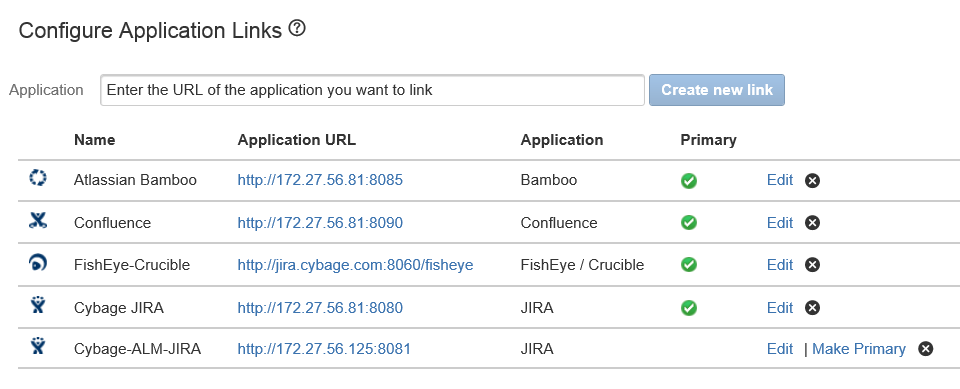 Configure Application Links ?
Application Enter the URL of the application you want to link Create new link
Name Application URL Application Primary
Atlassian Bamboo http://172.27.56.81:8085 Bamboo Edit
Confluence http://172.27.56.81:8090 Confluence Edit
FishEye-Crucible http://jira.cybage.com:8060/fisheye FishEye / Crucible Edit
Cybage JIRA http://172.27.56.81:8080 JIRA Edit
Cybage-ALM-JIRA http://172.27.56.125:8081 JIRA Edit | Make Primary